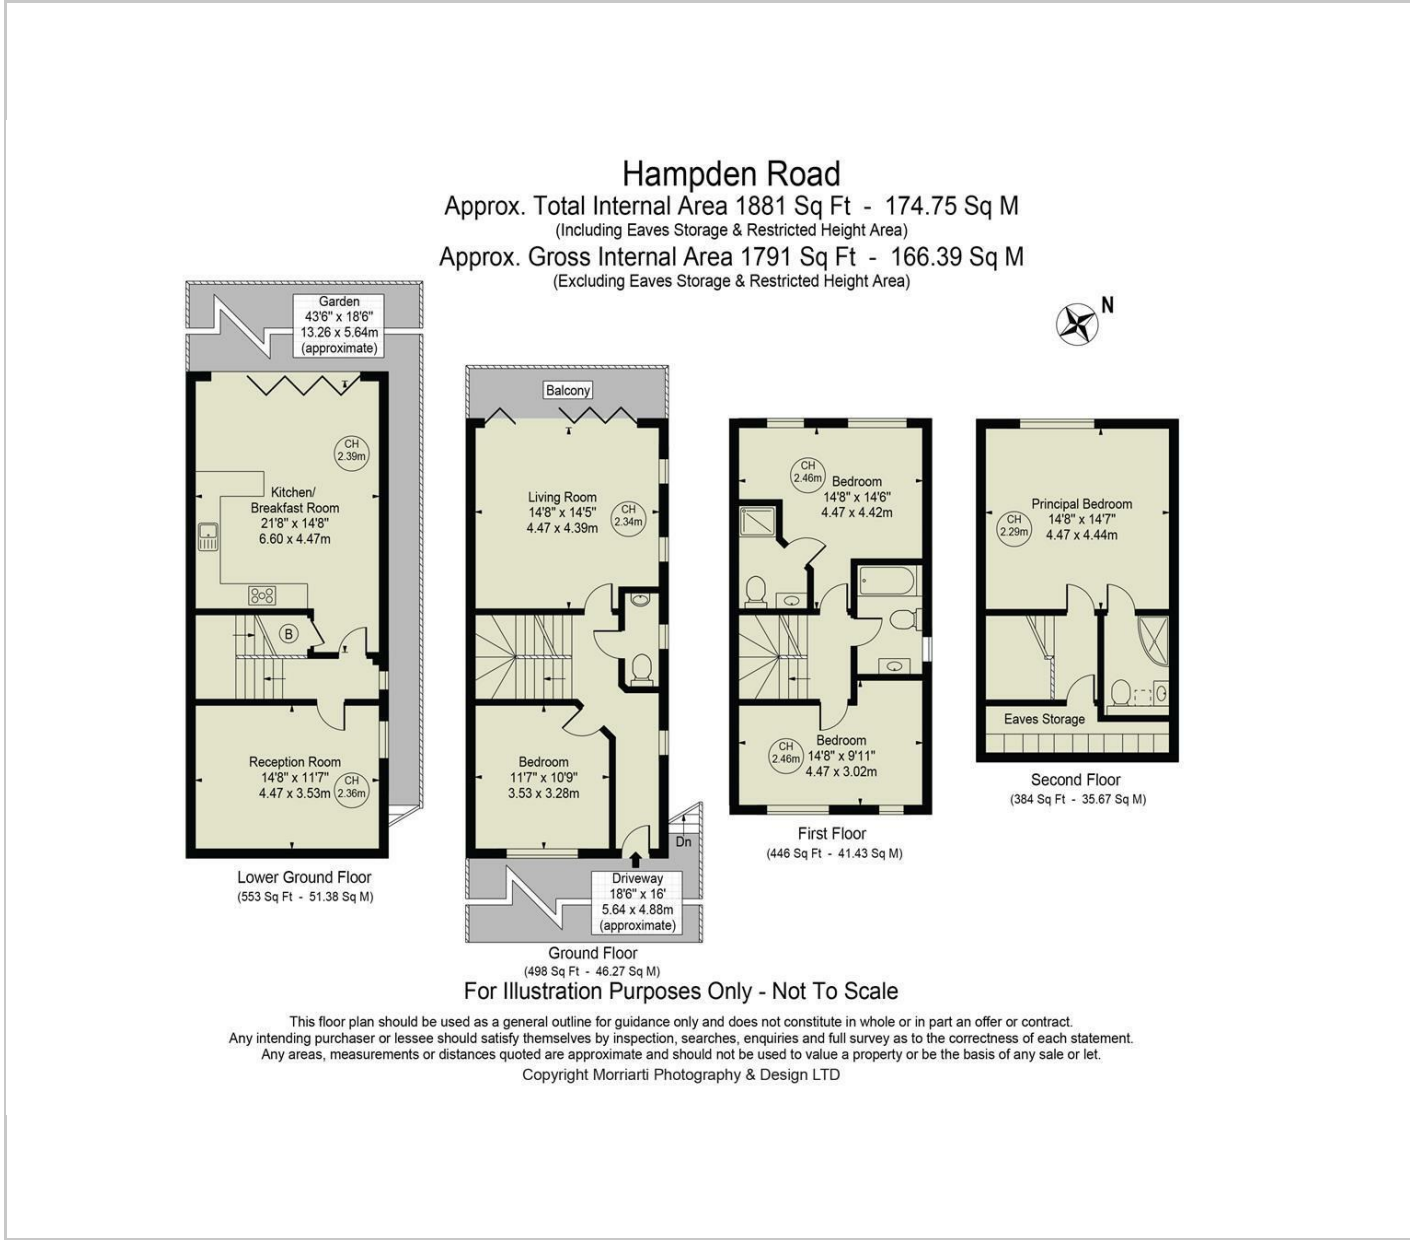 Hampden Road
Approx. Total Internal Area 1881 Sq Ft - 174.75 Sq M
(Including Eaves Storage & Restricted Height Area)
Approx. Gross Internal Area 1791 Sq Ft - 166.39 Sq M
(Excluding Eaves Storage & Restricted Height Area)
N
Garden
43'6" x 18'6"
13.26 x 5.64m
(approximate)
CH
2.39m
Kitchen/
Breakfast Room
21'8" x 14'8"
6.60 x 4.47m
B
Reception Room
14'8" x 11'7"
4.47 x 3.53m
CH
2.36m
Lower Ground Floor
(553 Sq Ft - 51.38 Sq M)
Balcony
Living Room
14'8" x 14'5"
4.47 x 4.39m
CH
2.34m
Bedroom
11'7" x 10'9"
3.53 x 3.28m
Dn
Driveway
18'6" x 16'
5.64 x 4.88m
(approximate)
Ground Floor
(498 Sq Ft - 46.27 Sq M)
CH
2.46m
Bedroom
14'8" x 14'6"
4.47 x 4.42m
CH
2.46m
Bedroom
14'8" x 9'11"
4.47 x 3.02m
First Floor
(446 Sq Ft - 41.43 Sq M)
Principal Bedroom
14'8" x 14'7"
4.47 x 4.44m
CH
2.29m
Eaves Storage
Second Floor
(384 Sq Ft - 35.67 Sq M)
For Illustration Purposes Only - Not To Scale
This floor plan should be used as a general outline for guidance only and does not constitute in whole or in part an offer or contract.
Any intending purchaser or lessee should satisfy themselves by inspection, searches, enquiries and full survey as to the correctness of each statement.
Any areas, measurements or distances quoted are approximate and should not be used to value a property or be the basis of any sale or let.
Copyright Morriarti Photography & Design LTD